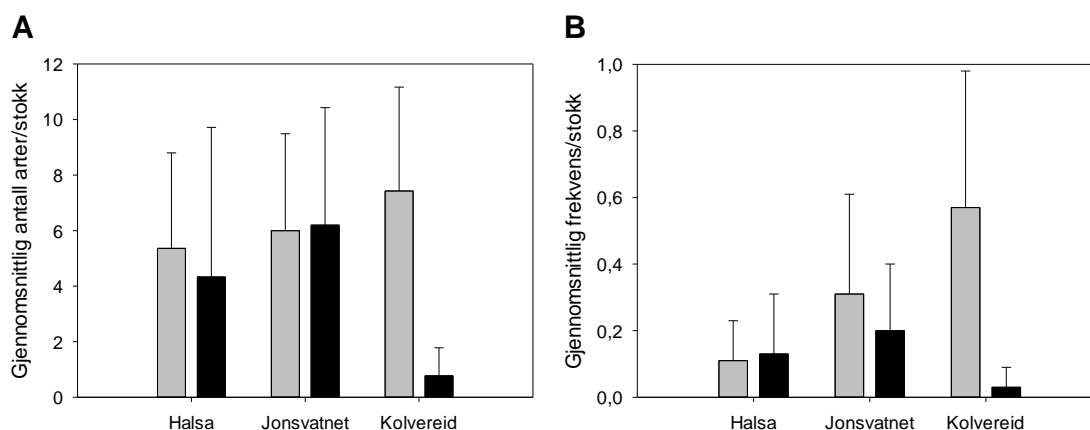 A
Gjennomsnittlig antall arter/stokk
12
10
8
6
4
2
0
Halsa Jonsvatnet Kolvereid
B
Gjennomsnittlig frekvens/stokk
1,0
0,8
0,6
0,4
0,2
0,0
Halsa Jonsvatnet Kolvereid